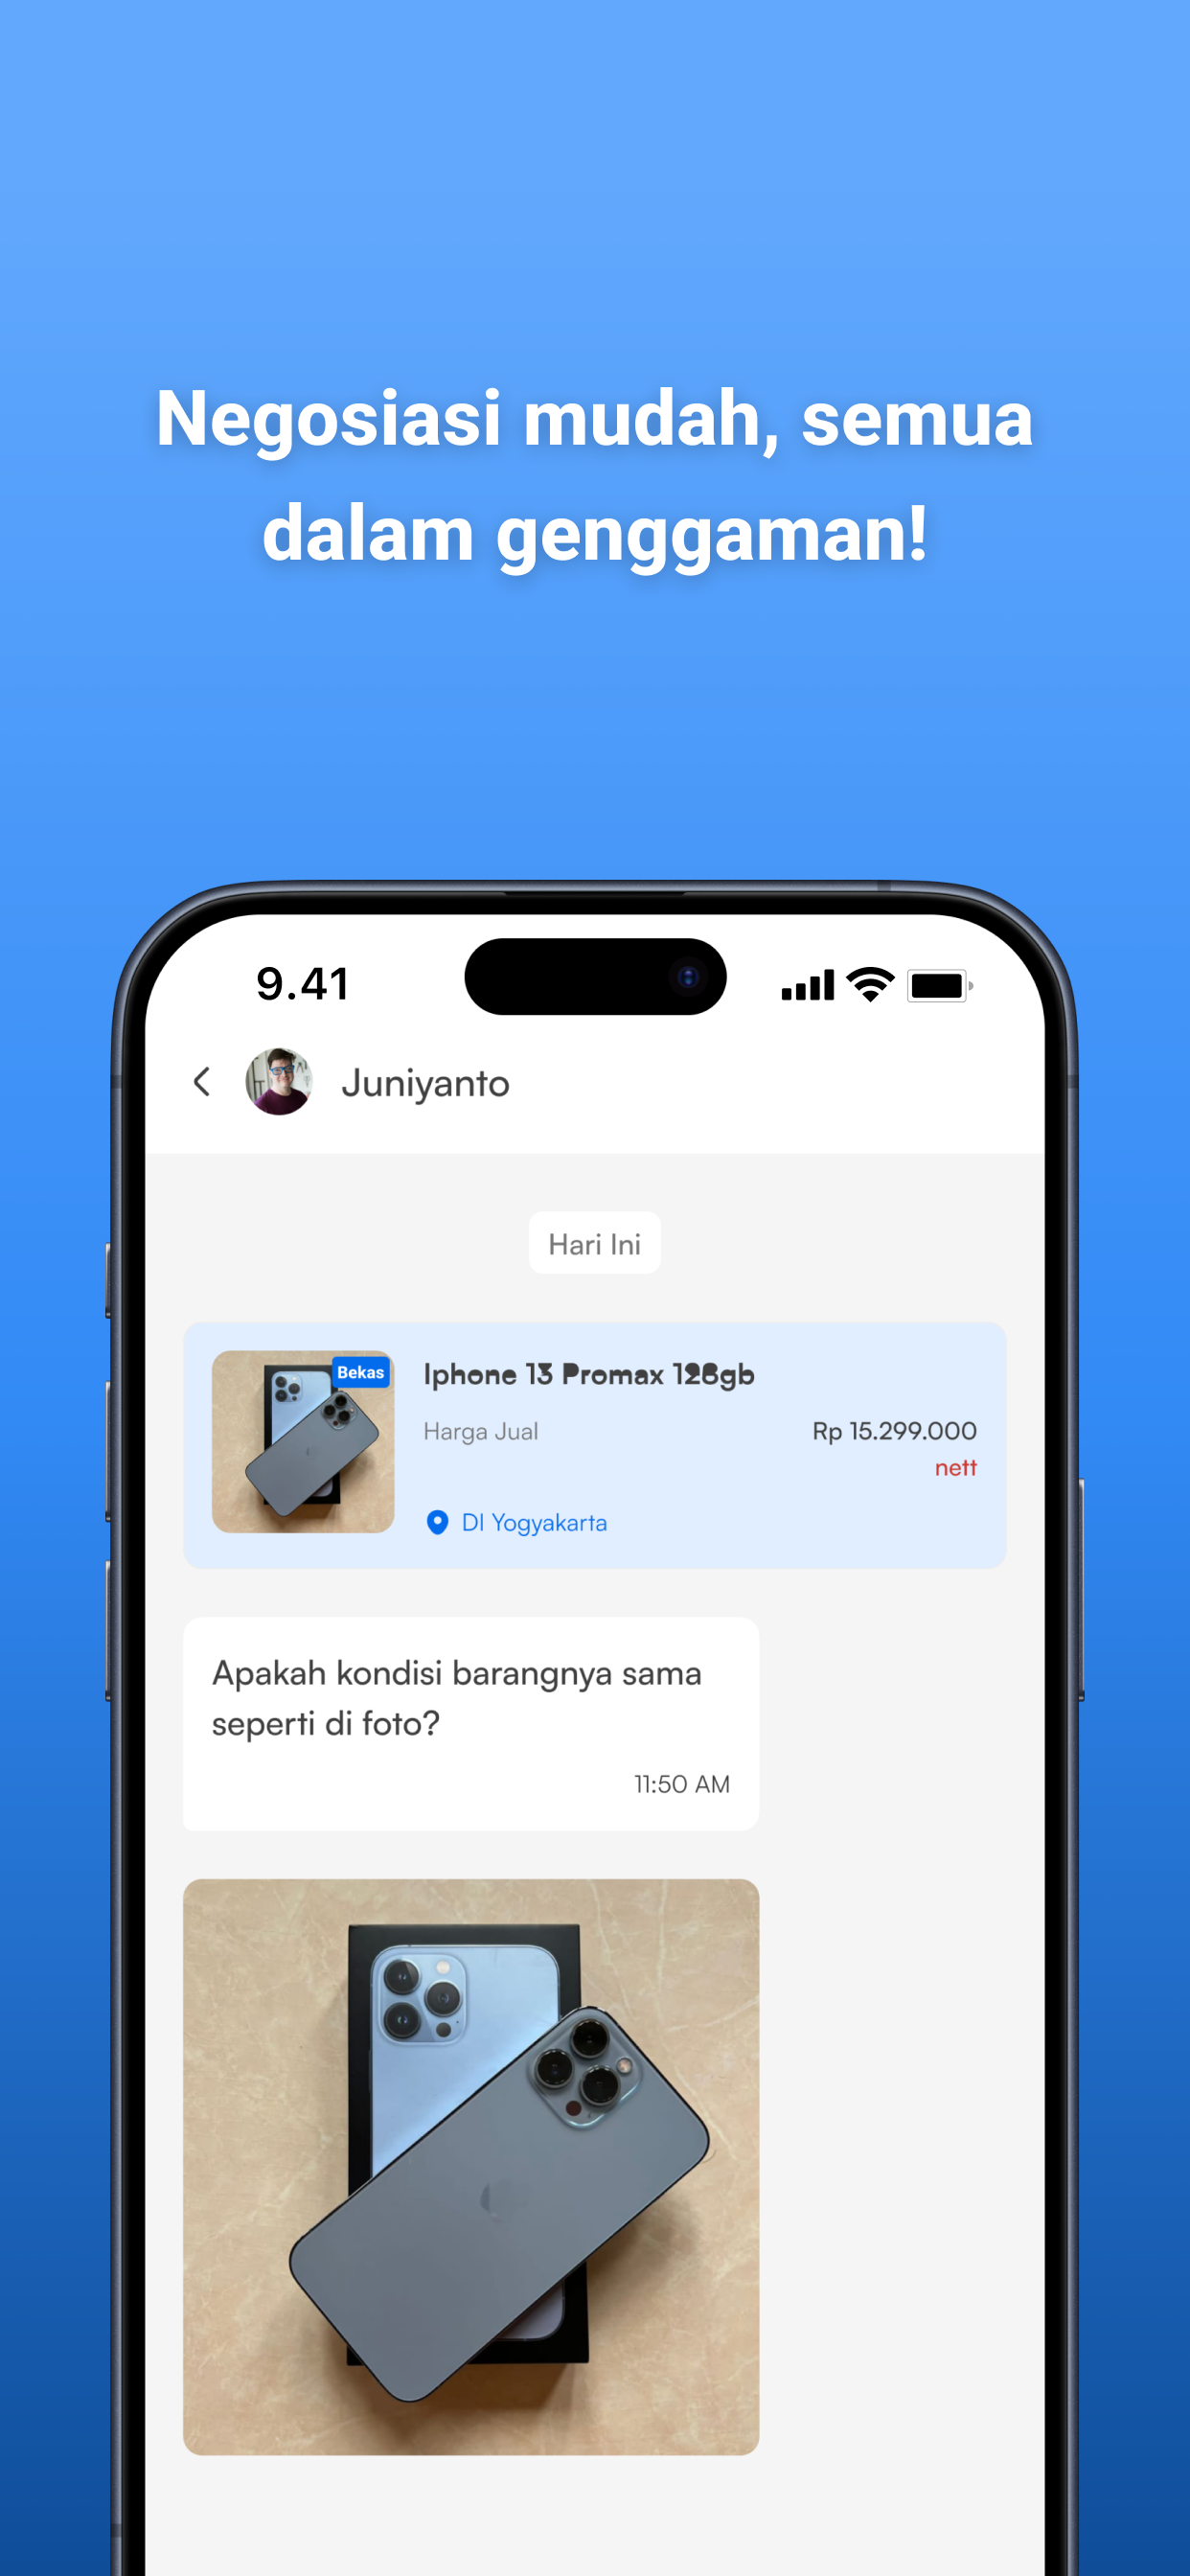 Negosiasi mudah, semua
dalam genggaman!
9.41
Juniyanto
Hari Ini
Bekas
Iphone 13 Promax 128gb
Harga Jual
Rp 15.299.000
nett
DI Yogyakarta
Apakah kondisi barangnya sama
seperti di foto?
11:50 AM